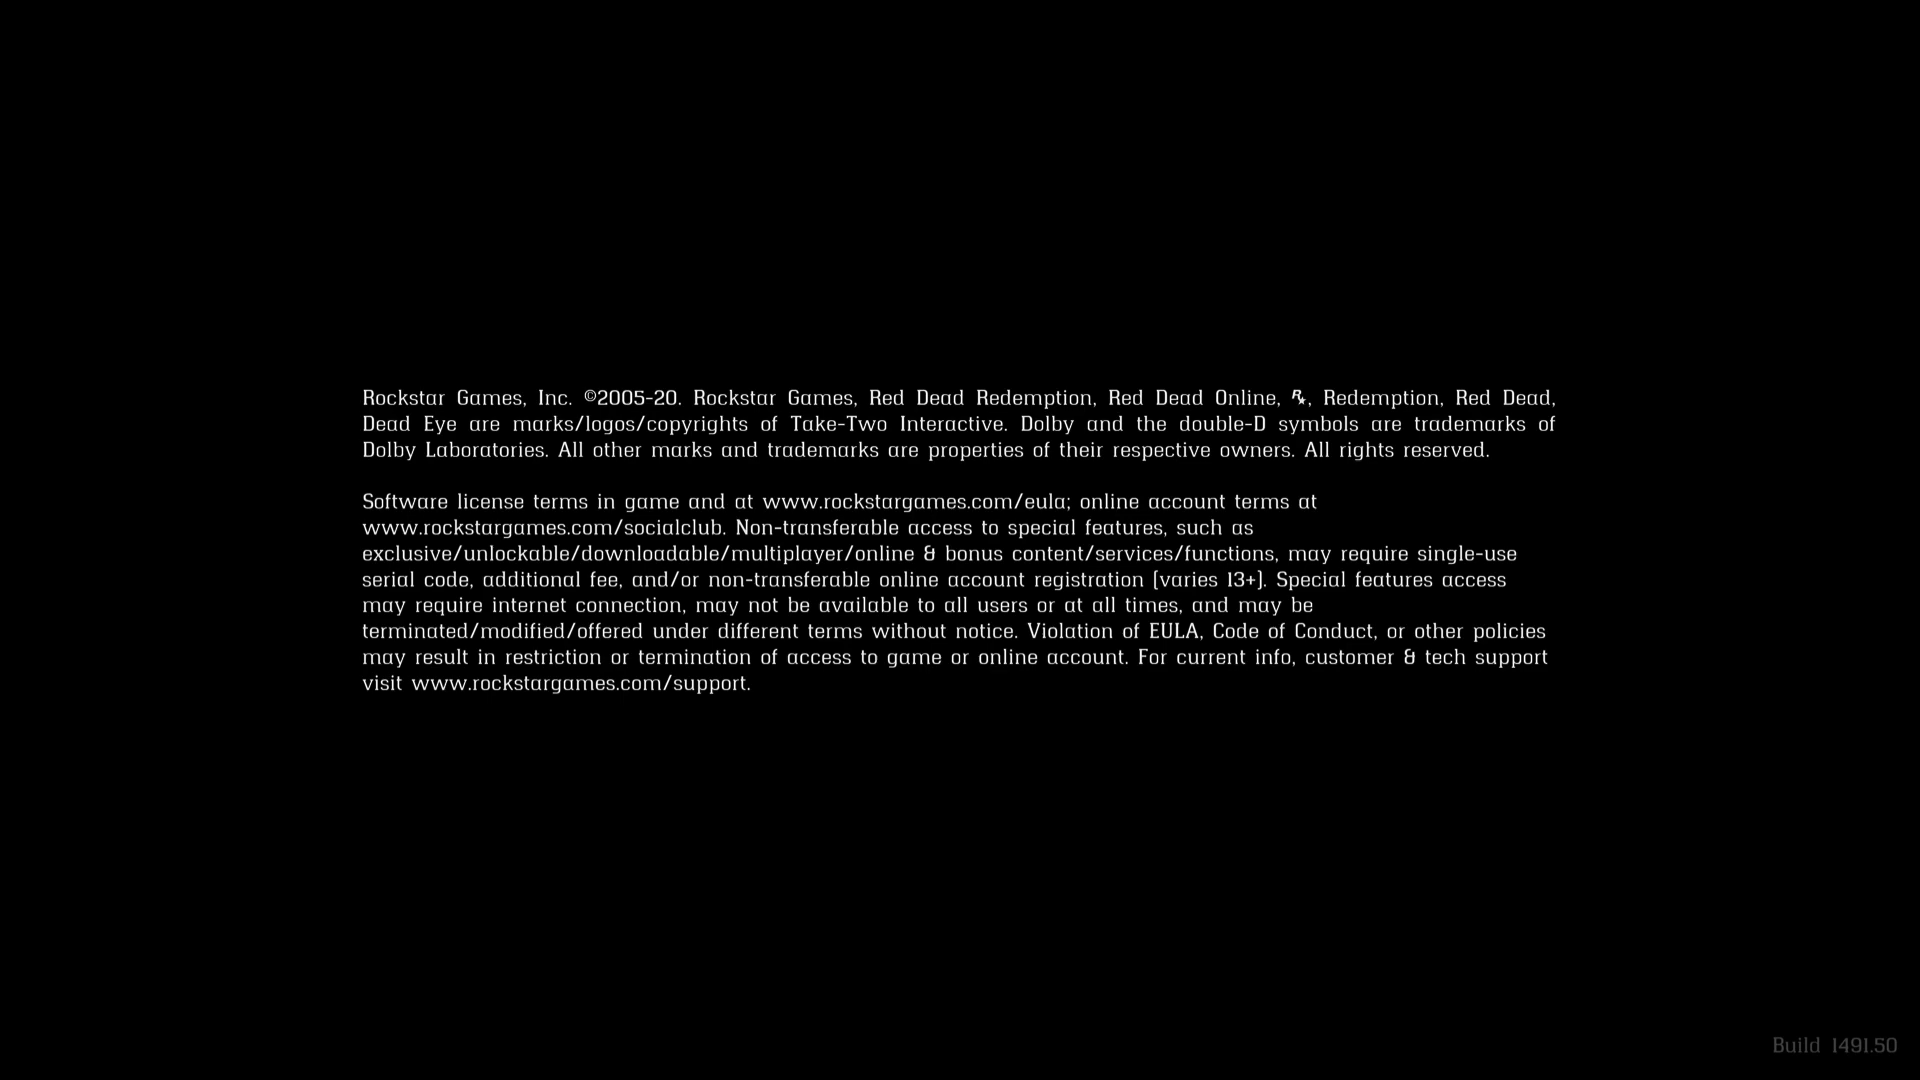 Rockstar Games, Inc. ©2005-20. Rockstar Games, Red Dead Redemption, Red Dead Online, R★, Redemption, Red Dead,
Dead Eye are marks/logos/copyrights of Take-Two Interactive. Dolby and the double-D symbols are trademarks of
Dolby Laboratories. All other marks and trademarks are properties of their respective owners. All rights reserved.
Software license terms in game and at www.rockstargames.com/eula; online account terms at
www.rockstargames.com/socialclub. Non-transferable access to special features, such as
exclusive/unlockable/downloadable/multiplayer/online & bonus content/services/functions, may require single-use
serial code, additional fee, and/or non-transferable online account registration (varies 13+). Special features access
may require internet connection, may not be available to all users or at all times, and may be
terminated/modified/offered under different terms without notice. Violation of EULA, Code of Conduct, or other policies
may result in restriction or termination of access to game or online account. For current info, customer & tech support
visit www.rockstargames.com/support.
Build 1491.50